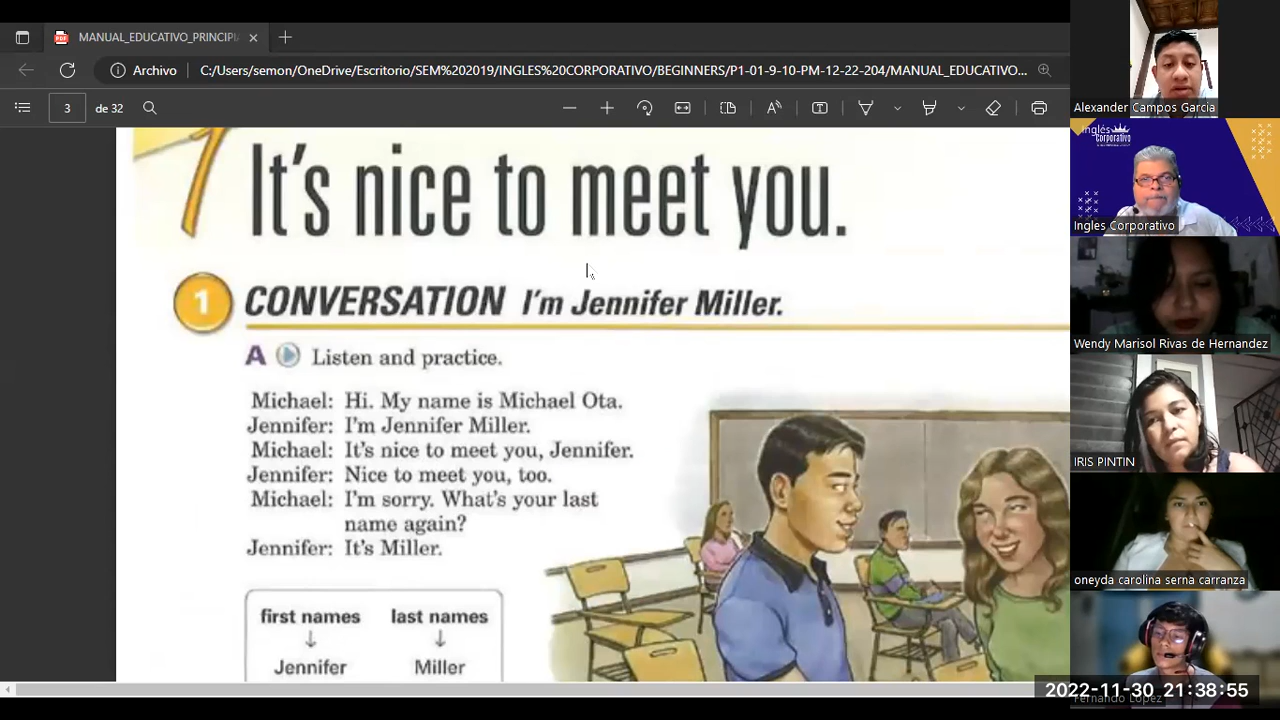 MANUAL_EDUCATIVO_PRINCIPI
3 de 32
Archivo
C:/Users/semon/OneDrive/Escritorio/SEM%202019/INGLES%20CORPORATIVO/BEGINNERS/P1-01-9-10-PM-12-22-204/MANUAL_EDUCATIVO...
It's nice to meet you.
1 CONVERSATION I'm Jennifer Miller.
A Listen and practice.
Michael: Hi. My name is Michael Ota.
Jennifer: I'm Jennifer Miller.
Michael: It's nice to meet you, Jennifer.
Jennifer: Nice to meet you, too.
Michael: I'm sorry. What's your last
name again?
Jennifer: It's Miller.
first names last names
Jennifer Miller
Alexander Campos Garcia
Inglés
Corporativo
Ingles Corporativo
Wendy Marisol Rivas de Hernandez
IRIS PINTIN
oneyda carolina serna carranza
Fernando López
2022-11-30 21:38:55